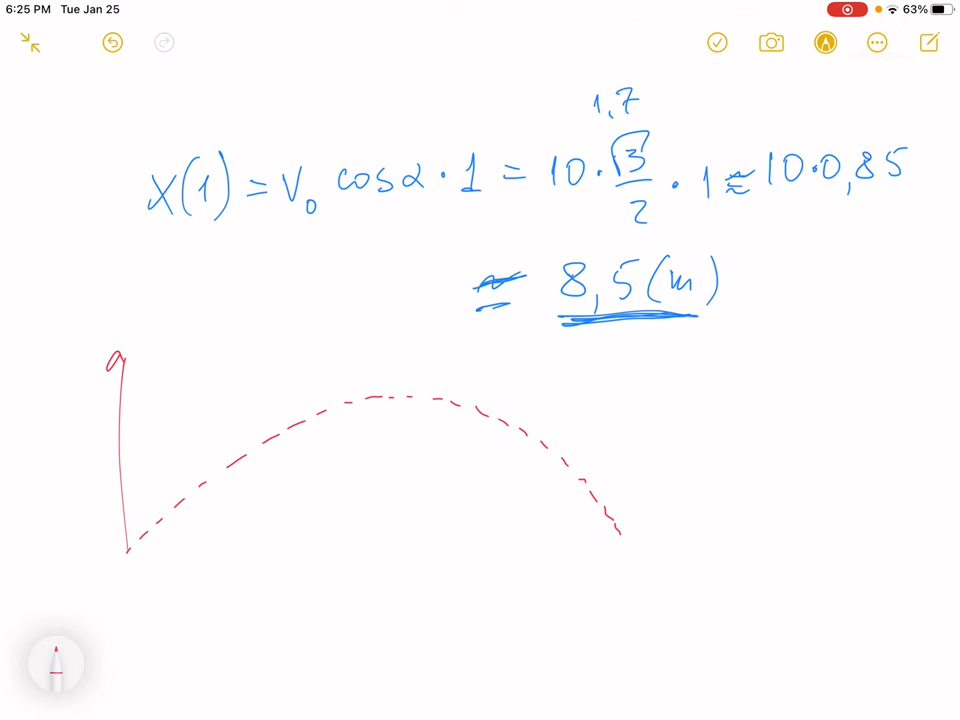 6:25 PM Tue Jan 25 63%
1,7
X(1) = V₀ cosα · 1 = 10 · √3/2 · 1 ≈ 10·0,85
≈ 8,5 (m)